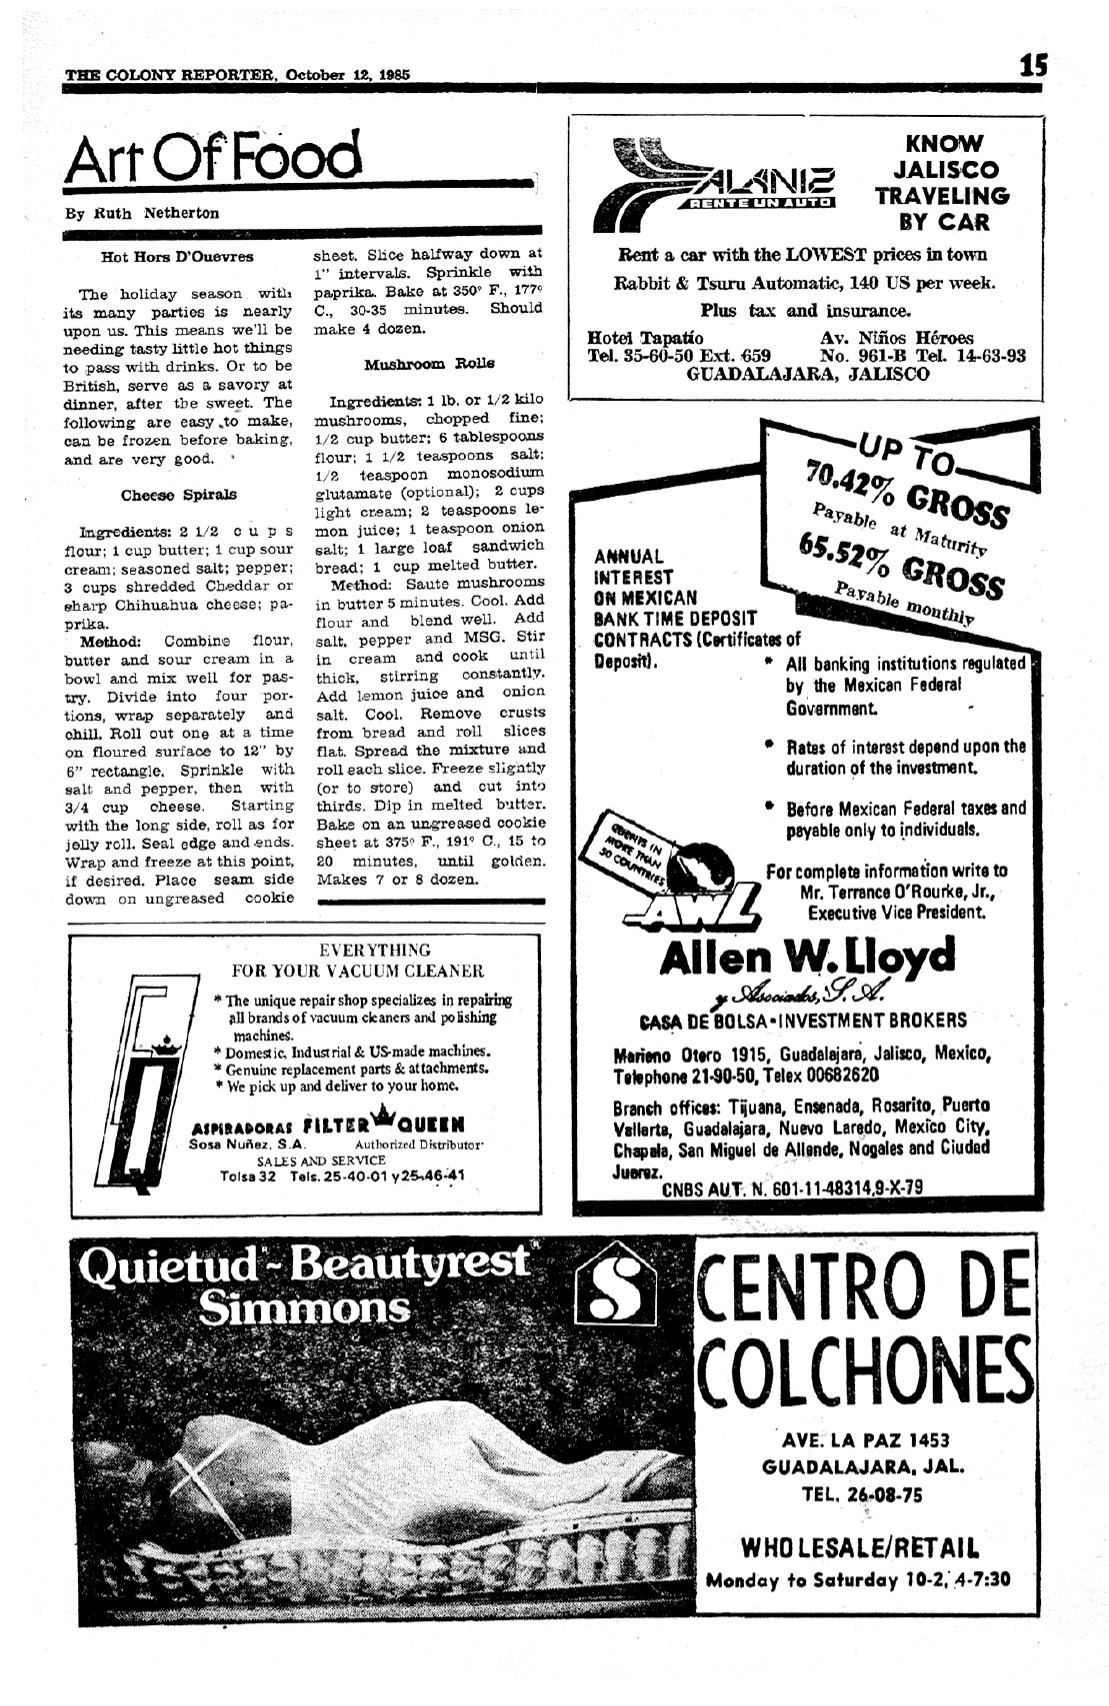 THE COLONY REPORTER, October 12, 1985
15
Art Of Food
By Ruth Netherton
Hot Hors D'Ouevres
The holiday season with
its many parties is nearly
upon us. This means we'll be
needing tasty little hot things
to pass with drinks. Or to be
British, serve as a savory at
dinner, after the sweet. The
following are easy to make,
can be frozen before baking,
and are very good.
Cheese Spirals
Ingredients: 2 1/2 cups
flour; 1 cup butter; 1 cup sour
cream; seasoned salt; pepper;
3 cups shredded Cheddar or
sharp Chihuahua cheese; pa-
prika.
Method: Combine flour,
butter and sour cream in a
bowl and mix well for pas-
try. Divide into four por-
tions, wrap separately and
chill. Roll out one at a time
on floured surface to 12" by
6" rectangle. Sprinkle with
salt and pepper, then with
3/4 cup cheese. Starting
with the long side, roll as for
jelly roll. Seal edge and ends.
Wrap and freeze at this point,
if desired. Place seam side
down on ungreased cookie
sheet. Slice halfway down at
1" intervals. Sprinkle with
paprika. Bake at 350° F., 177°
C., 30-35 minutes. Should
make 4 dozen.
Mushroom Rolls
Ingredients: 1 lb. or 1/2 kilo
mushrooms, chopped fine;
1/2 cup butter; 6 tablespoons
flour; 1 1/2 teaspoons salt;
1/2 teaspoon monosodium
glutamate (optional); 2 cups
light cream; 2 teaspoons le-
mon juice; 1 teaspoon onion
salt; 1 large loaf sandwich
bread; 1 cup melted butter.
Method: Saute mushrooms
in butter 5 minutes. Cool. Add
flour and blend well. Add
salt, pepper and MSG. Stir
in cream and cook until
thick, stirring constantly.
Add lemon juice and onion
salt. Cool. Remove crusts
from bread and roll slices
flat. Spread the mixture and
roll each slice. Freeze slightly
(or to store) and cut into
thirds. Dip in melted butter.
Bake on an ungreased cookie
sheet at 375° F., 191° C., 15 to
20 minutes, until golden.
Makes 7 or 8 dozen.
ALANIZ
RENTE UN AUTO
KNOW
JALISCO
TRAVELING
BY CAR
Rent a car with the LOWEST prices in town
Rabbit & Tsuru Automatic, 140 US per week.
Plus tax and insurance.
Hotel Tapatío
Tel. 35-60-50 Ext. 659
Av. Niños Héroes
No. 961-B Tel. 14-63-93
GUADALAJARA, JALISCO
UP TO
70.42% GROSS
Payable at Maturity
65.52% GROSS
Payable monthly
ANNUAL
INTEREST
ON MEXICAN
BANK TIME DEPOSIT
CONTRACTS (Certificates of
Deposit).
* All banking institutions regulated
by the Mexican Federal
Government.
* Rates of interest depend upon the
duration of the investment.
* Before Mexican Federal taxes and
payable only to individuals.
CLIENTS IN
MORE THAN
50 COUNTRIES
AWL
For complete information write to
Mr. Terrance O'Rourke, Jr.,
Executive Vice President.
Allen W. Lloyd
y Asociados, S. A.
CASA DE BOLSA•INVESTMENT BROKERS
Mariano Otero 1915, Guadalajara, Jalisco, Mexico,
Telephone 21-90-50, Telex 00682620
Branch offices: Tijuana, Ensenada, Rosarito, Puerto
Vallarta, Guadalajara, Nuevo Laredo, Mexico City,
Chapala, San Miguel de Allende, Nogales and Ciudad
Juarez.
CNBS AUT. N. 601-11-48314,9-X-79
EVERYTHING
FOR YOUR VACUUM CLEANER
* The unique repair shop specializes in repairing
all brands of vacuum cleaners and polishing
machines.
* Domestic, Industrial & US-made machines.
* Genuine replacement parts & attachments.
* We pick up and deliver to your home.
ASPIRADORAS FILTER QUEEN
Sosa Nuñez, S.A. Authorized Distributor
SALES AND SERVICE
Tolsa 32 Tels. 25-40-01 y 25-46-41
Quietud - Beautyrest®
Simmons
S
CENTRO DE
COLCHONES
AVE. LA PAZ 1453
GUADALAJARA, JAL.
TEL. 26-08-75
WHOLESALE/RETAIL
Monday to Saturday 10-2, 4-7:30